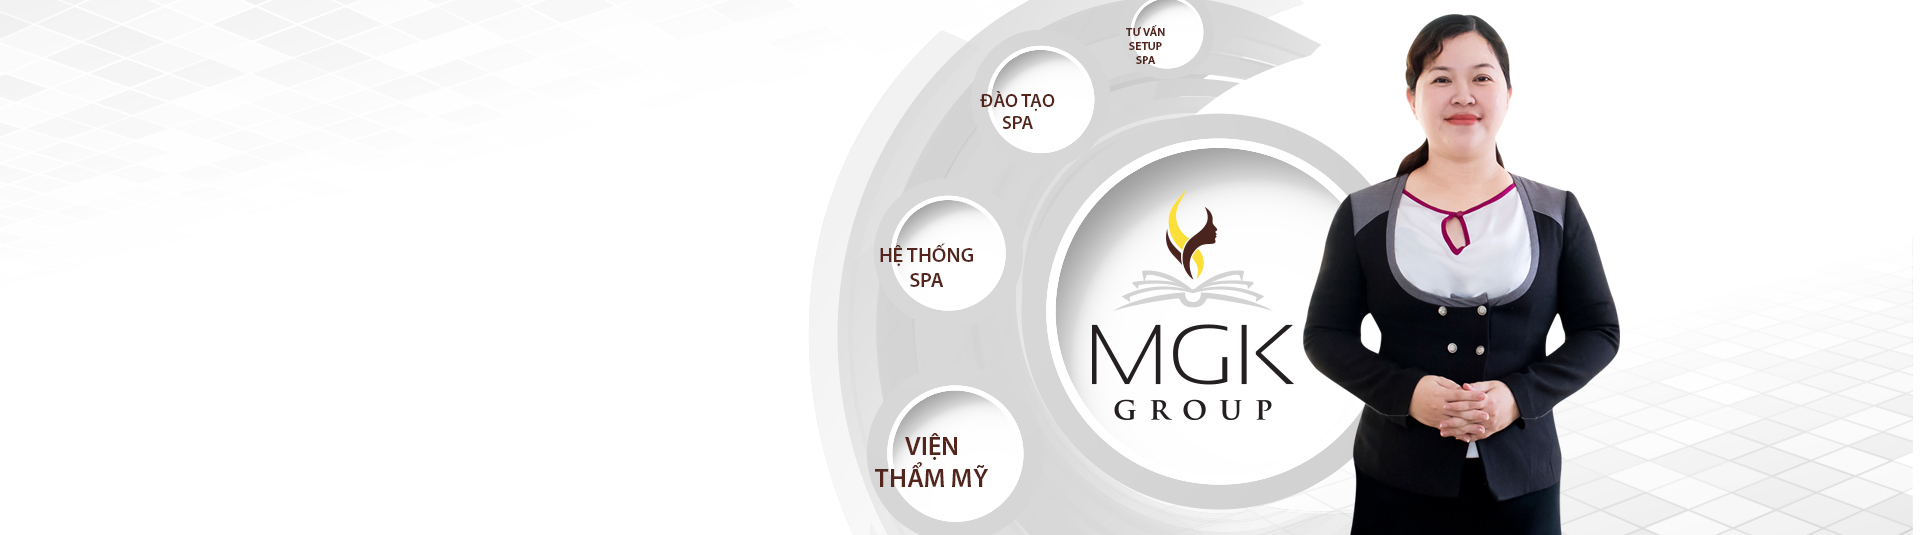 TƯ VẤN
SETUP
SPA
ĐÀO TẠO
SPA
HỆ THỐNG
SPA
VIỆN
THẨM MỸ
MGK
GROUP